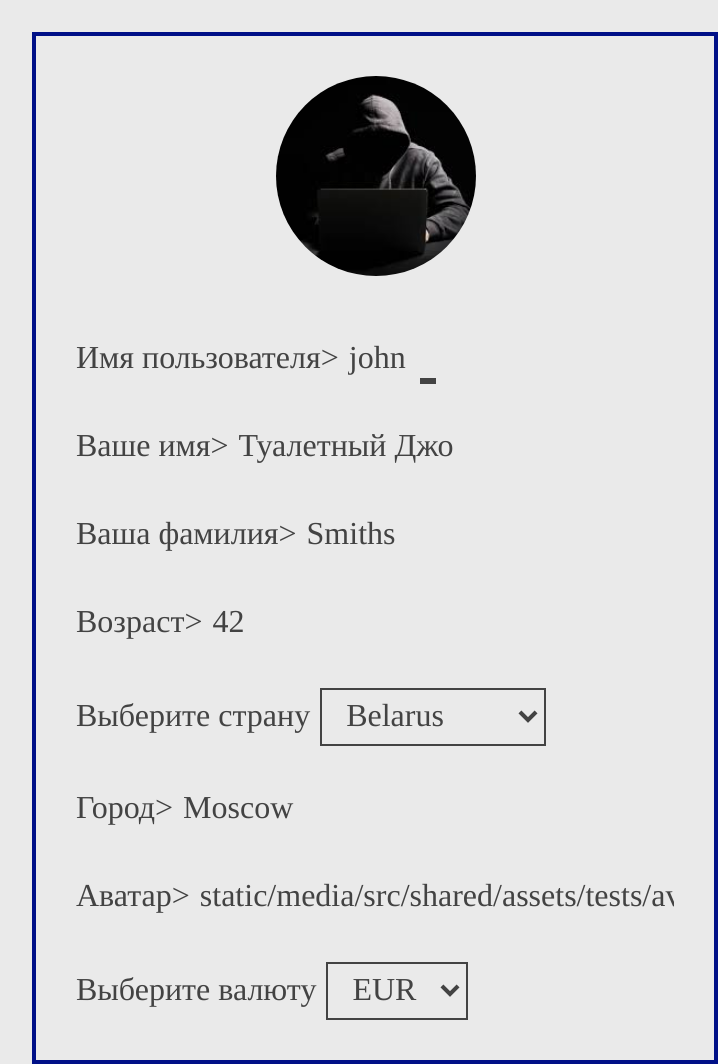 Имя пользователя> john
Ваше имя> Туалетный Джо
Ваша фамилия> Smiths
Возраст> 42
Выберите страну Belarus
Город> Moscow
Аватар> static/media/src/shared/assets/tests/av
Выберите валюту EUR